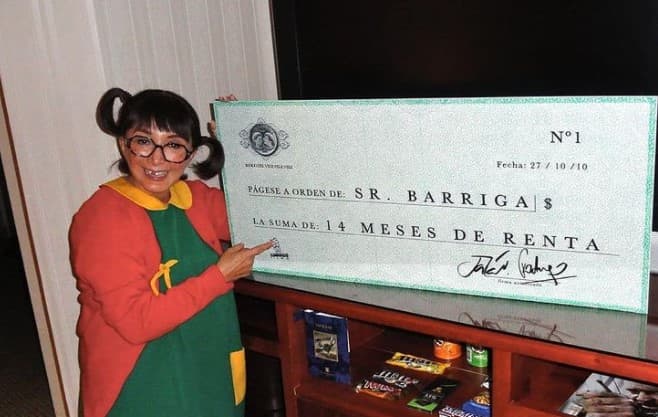 Nº1
Fecha: 27 / 10 / 10
PÁGESE A ORDEN DE: SR. BARRIGA $
LA SUMA DE: 14 MESES DE RENTA